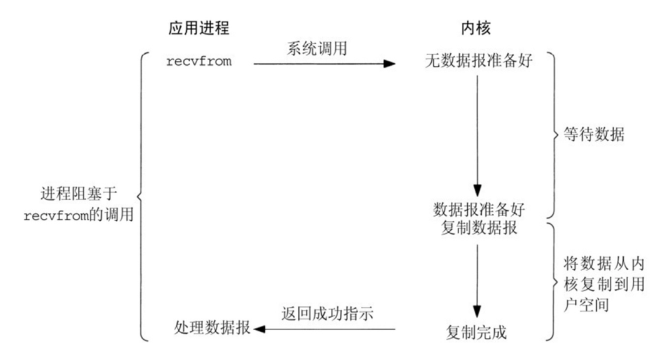 应用进程
内核
recvfrom
系统调用
无数据报准备好
等待数据
进程阻塞于
recvfrom的调用
数据报准备好
复制数据报
将数据从内
核复制到用
户空间
处理数据报
返回成功指示
复制完成